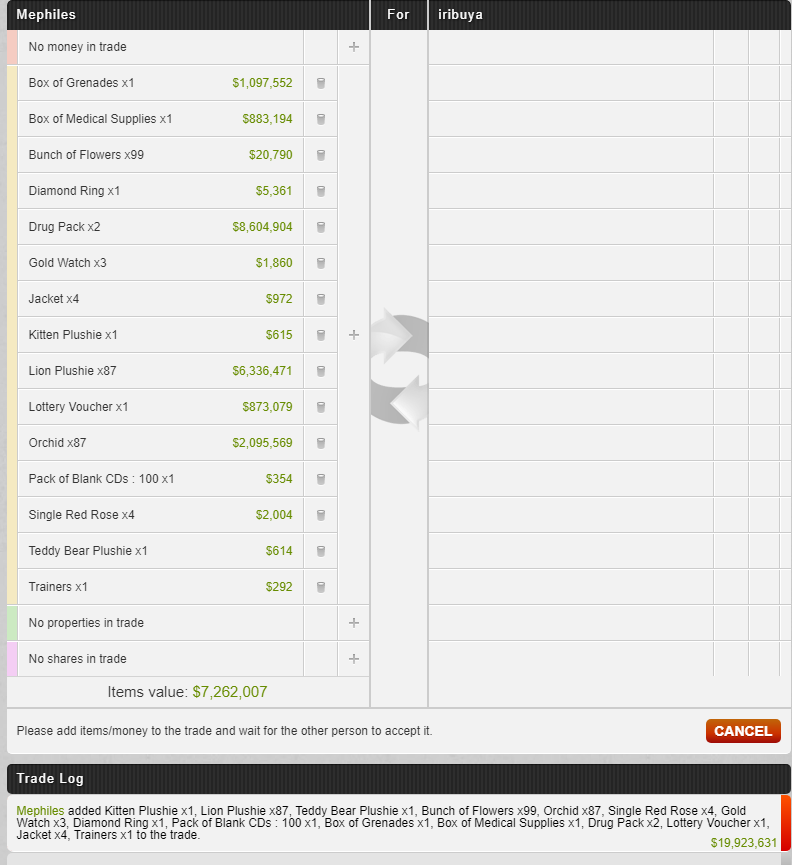 Mephiles For iribuya
No money in trade
Box of Grenades x1 $1,097,552
Box of Medical Supplies x1 $883,194
Bunch of Flowers x99 $20,790
Diamond Ring x1 $5,361
Drug Pack x2 $8,604,904
Gold Watch x3 $1,860
Jacket x4 $972
Kitten Plushie x1 $615
Lion Plushie x87 $6,336,471
Lottery Voucher x1 $873,079
Orchid x87 $2,095,569
Pack of Blank CDs : 100 x1 $354
Single Red Rose x4 $2,004
Teddy Bear Plushie x1 $614
Trainers x1 $292
No properties in trade
No shares in trade
Items value: $7,262,007
Please add items/money to the trade and wait for the other person to accept it. CANCEL
Trade Log
Mephiles added Kitten Plushie x1, Lion Plushie x87, Teddy Bear Plushie x1, Bunch of Flowers x99, Orchid x87, Single Red Rose x4, Gold
Watch x3, Diamond Ring x1, Pack of Blank CDs : 100 x1, Box of Grenades x1, Box of Medical Supplies x1, Drug Pack x2, Lottery Voucher x1,
Jacket x4, Trainers x1 to the trade.
$19,923,631